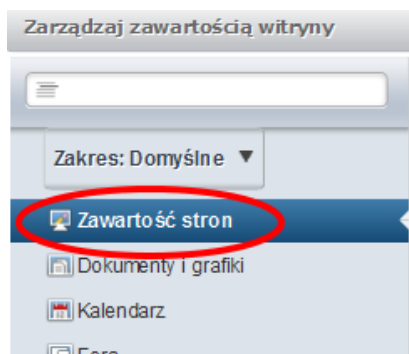 Zarządzaj zawartością witryny
Zakres: Domyślne
Zawartość stron
Dokumenty i grafiki
Kalendarz